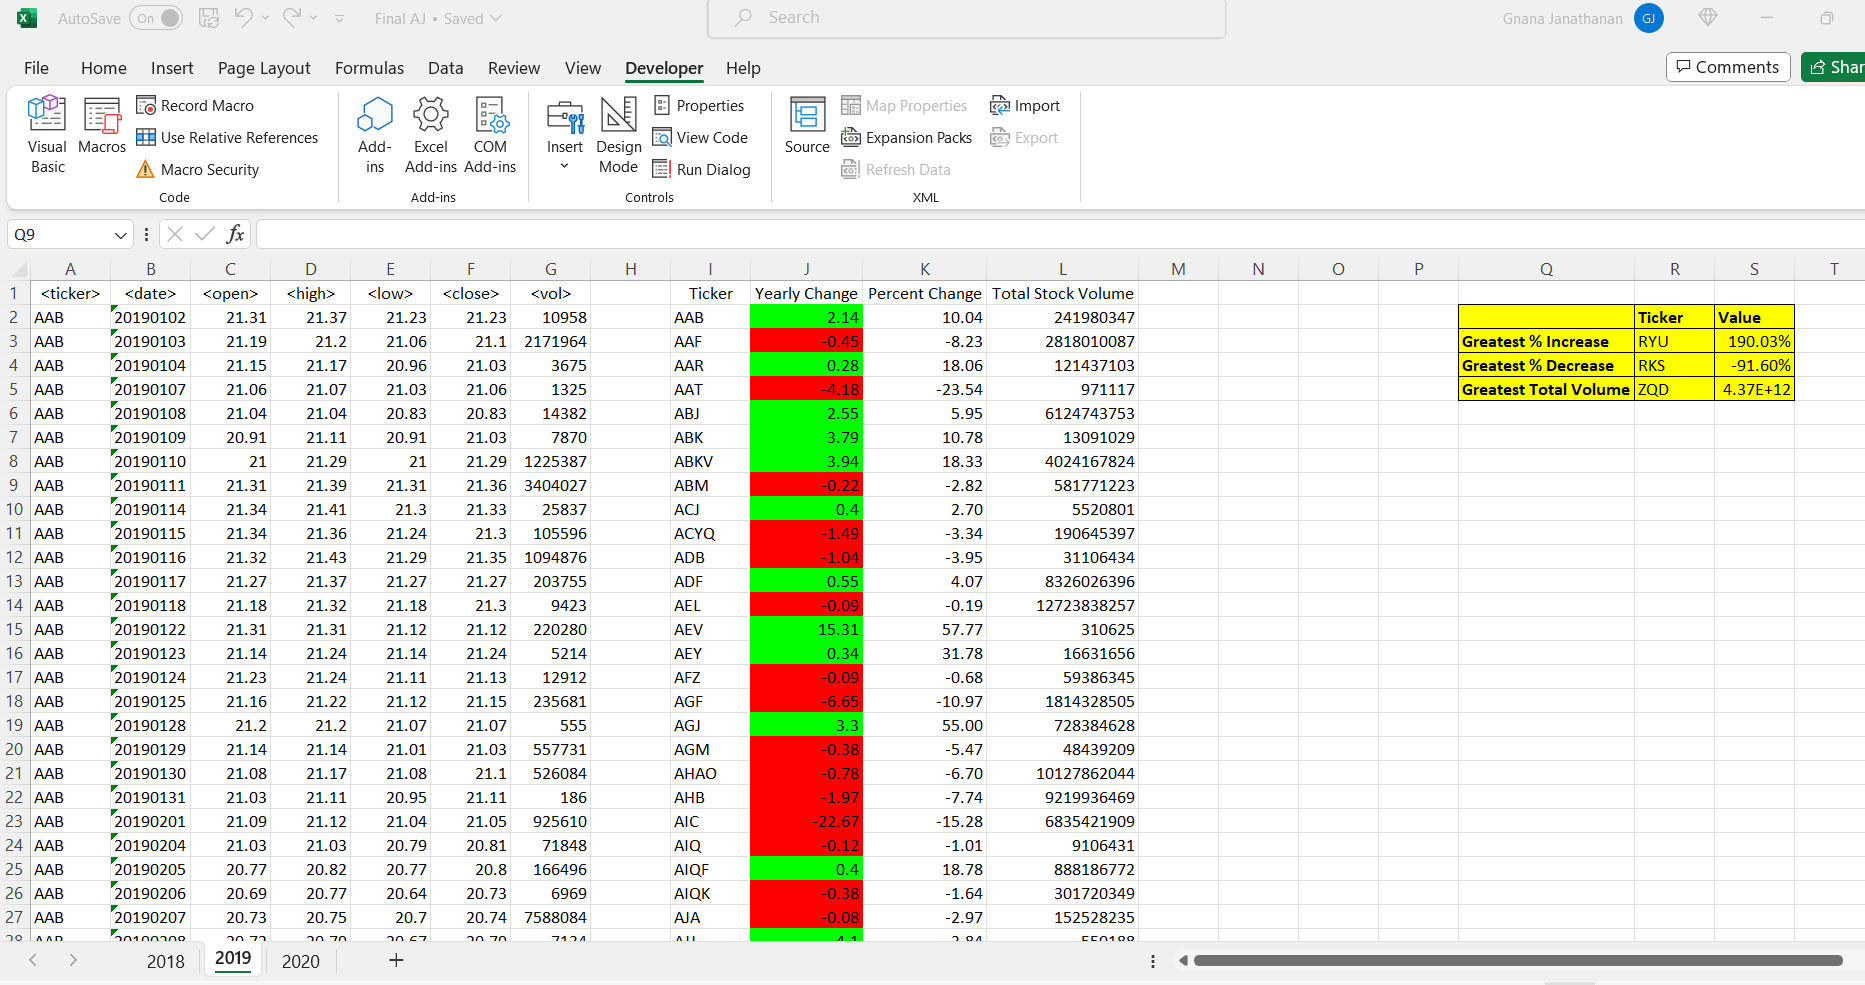 AutoSave On Final AJ • Saved Search Gnana Janathanan GJ
File Home Insert Page Layout Formulas Data Review View Developer Help Comments Shar
Visual Basic
Macros
Record Macro
Use Relative References
Macro Security
Code
Add-ins
Excel Add-ins
COM Add-ins
Add-ins
Insert
Design Mode
Properties
View Code
Run Dialog
Controls
Source
Map Properties
Expansion Packs
Refresh Data
Import
Export
XML
Q9 fx
A B C D E F G H I J K L M N O P Q R S T
1 <ticker> <date> <open> <high> <low> <close> <vol> Ticker Yearly Change Percent Change Total Stock Volume
2 AAB 20190102 21.31 21.37 21.23 21.23 10958 AAB 2.14 10.04 241980347 Ticker Value
3 AAB 20190103 21.19 21.2 21.06 21.1 2171964 AAF -0.45 -8.23 2818010087 Greatest % Increase RYU 190.03%
4 AAB 20190104 21.15 21.17 20.96 21.03 3675 AAR 0.28 18.06 121437103 Greatest % Decrease RKS -91.60%
5 AAB 20190107 21.06 21.07 21.03 21.06 1325 AAT -4.18 -23.54 971117 Greatest Total Volume ZQD 4.37E+12
6 AAB 20190108 21.04 21.04 20.83 20.83 14382 ABJ 2.55 5.95 6124743753
7 AAB 20190109 20.91 21.11 20.91 21.03 7870 ABK 3.79 10.78 13091029
8 AAB 20190110 21 21.29 21 21.29 1225387 ABKV 3.94 18.33 4024167824
9 AAB 20190111 21.31 21.39 21.31 21.36 3404027 ABM -0.22 -2.82 581771223
10 AAB 20190114 21.34 21.41 21.3 21.33 25837 ACJ 0.4 2.70 5520801
11 AAB 20190115 21.34 21.36 21.24 21.3 105596 ACYQ -1.49 -3.34 190645397
12 AAB 20190116 21.32 21.43 21.29 21.35 1094876 ADB -1.04 -3.95 31106434
13 AAB 20190117 21.27 21.37 21.27 21.27 203755 ADF 0.55 4.07 8326026396
14 AAB 20190118 21.18 21.32 21.18 21.3 9423 AEL -0.09 -0.19 12723838257
15 AAB 20190122 21.31 21.31 21.12 21.12 220280 AEV 15.31 57.77 310625
16 AAB 20190123 21.14 21.24 21.14 21.24 5214 AEY 0.34 31.78 16631656
17 AAB 20190124 21.23 21.24 21.11 21.13 12912 AFZ -0.09 -0.68 59386345
18 AAB 20190125 21.16 21.22 21.12 21.15 235681 AGF -6.65 -10.97 1814328505
19 AAB 20190128 21.2 21.2 21.07 21.07 555 AGJ 3.3 55.00 728384628
20 AAB 20190129 21.14 21.14 21.01 21.03 557731 AGM -0.38 -5.47 48439209
21 AAB 20190130 21.08 21.17 21.08 21.1 526084 AHAO -0.78 -6.70 10127862044
22 AAB 20190131 21.03 21.11 20.95 21.11 186 AHB -1.97 -7.74 9219936469
23 AAB 20190201 21.09 21.12 21.04 21.05 925610 AIC -22.67 -15.28 6835421909
24 AAB 20190204 21.03 21.03 20.79 20.81 71848 AIQ -0.12 -1.01 9106431
25 AAB 20190205 20.77 20.82 20.77 20.8 166496 AIQF 0.4 18.78 888186772
26 AAB 20190206 20.69 20.77 20.64 20.73 6969 AIQK -0.38 -1.64 301720349
27 AAB 20190207 20.73 20.75 20.7 20.74 7588084 AJA -0.08 -2.97 152528235
2018 2019 2020 +